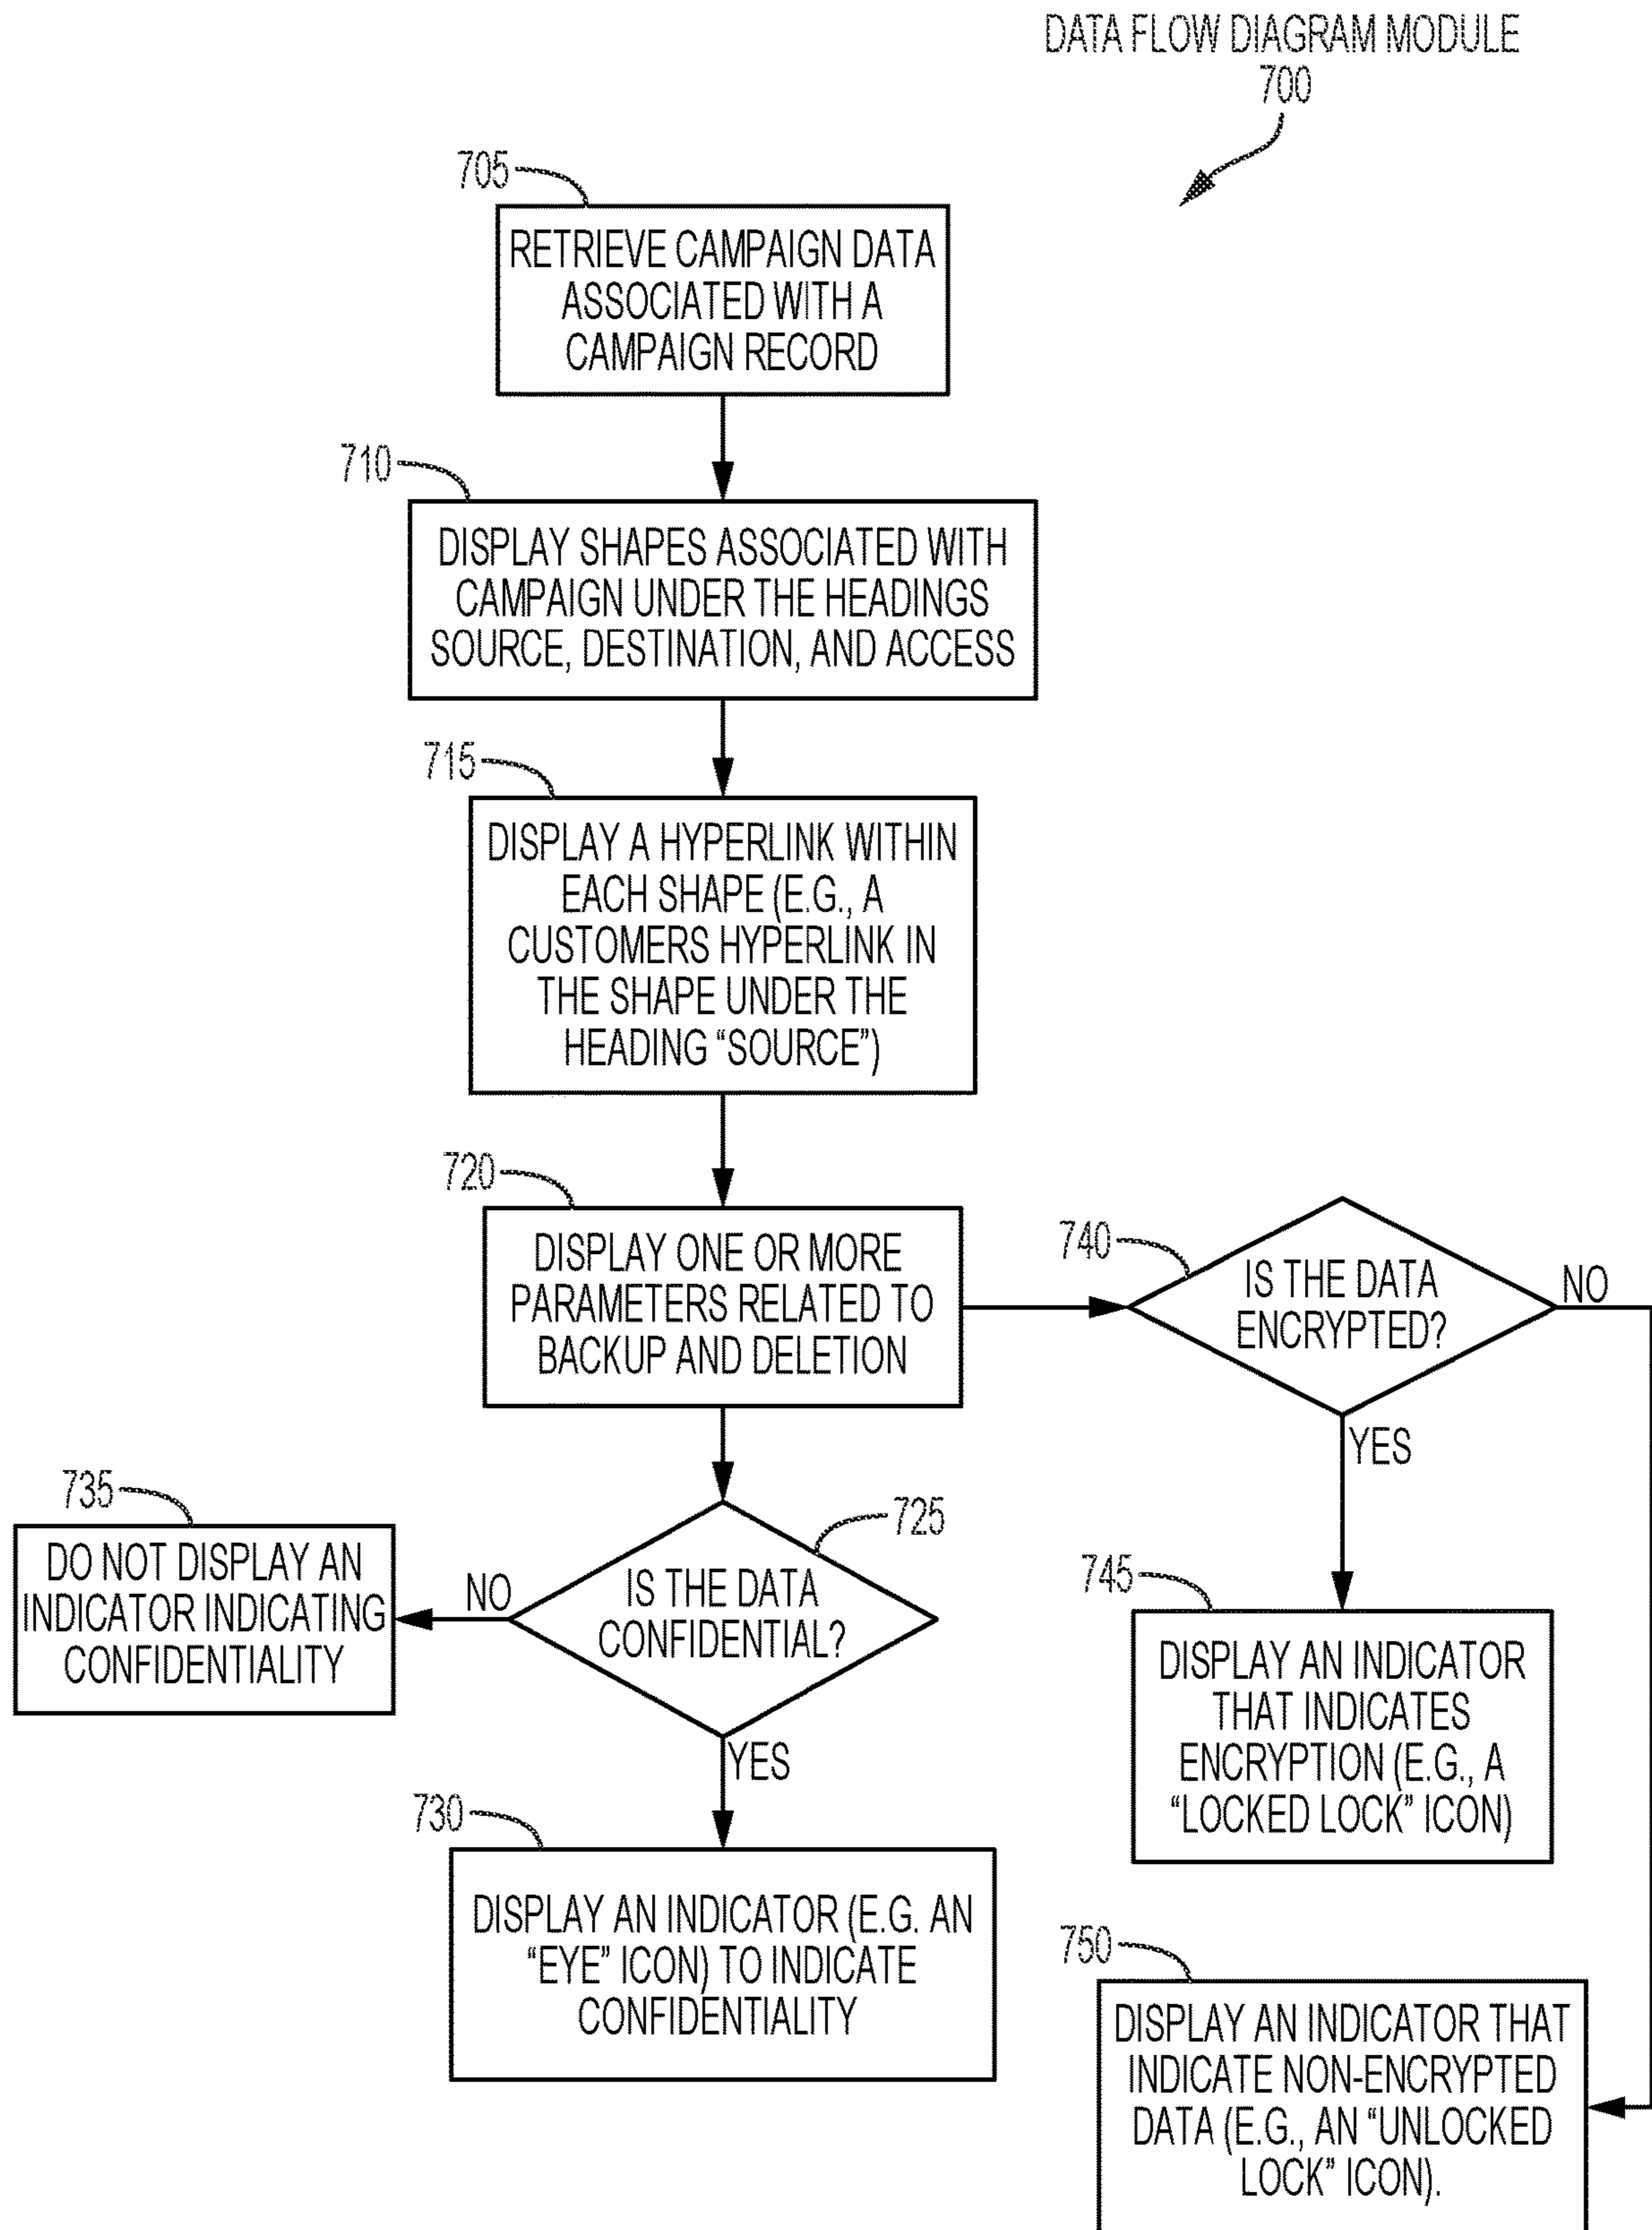 DATA FLOW DIAGRAM MODULE
700
705
RETRIEVE CAMPAIGN DATA
ASSOCIATED WITH A
CAMPAIGN RECORD
710
DISPLAY SHAPES ASSOCIATED WITH
CAMPAIGN UNDER THE HEADINGS
SOURCE, DESTINATION, AND ACCESS
715
DISPLAY A HYPERLINK WITHIN
EACH SHAPE (E.G., A
CUSTOMERS HYPERLINK IN
THE SHAPE UNDER THE
HEADING “SOURCE”)
720
DISPLAY ONE OR MORE
PARAMETERS RELATED TO
BACKUP AND DELETION
740
IS THE DATA
ENCRYPTED?
NO
YES
735
DO NOT DISPLAY AN
INDICATOR INDICATING
CONFIDENTIALITY
NO
725
IS THE DATA
CONFIDENTIAL?
YES
745
DISPLAY AN INDICATOR
THAT INDICATES
ENCRYPTION (E.G., A
“LOCKED LOCK” ICON)
730
DISPLAY AN INDICATOR (E.G. AN
“EYE” ICON) TO INDICATE
CONFIDENTIALITY
750
DISPLAY AN INDICATOR THAT
INDICATE NON-ENCRYPTED
DATA (E.G., AN “UNLOCKED
LOCK” ICON).